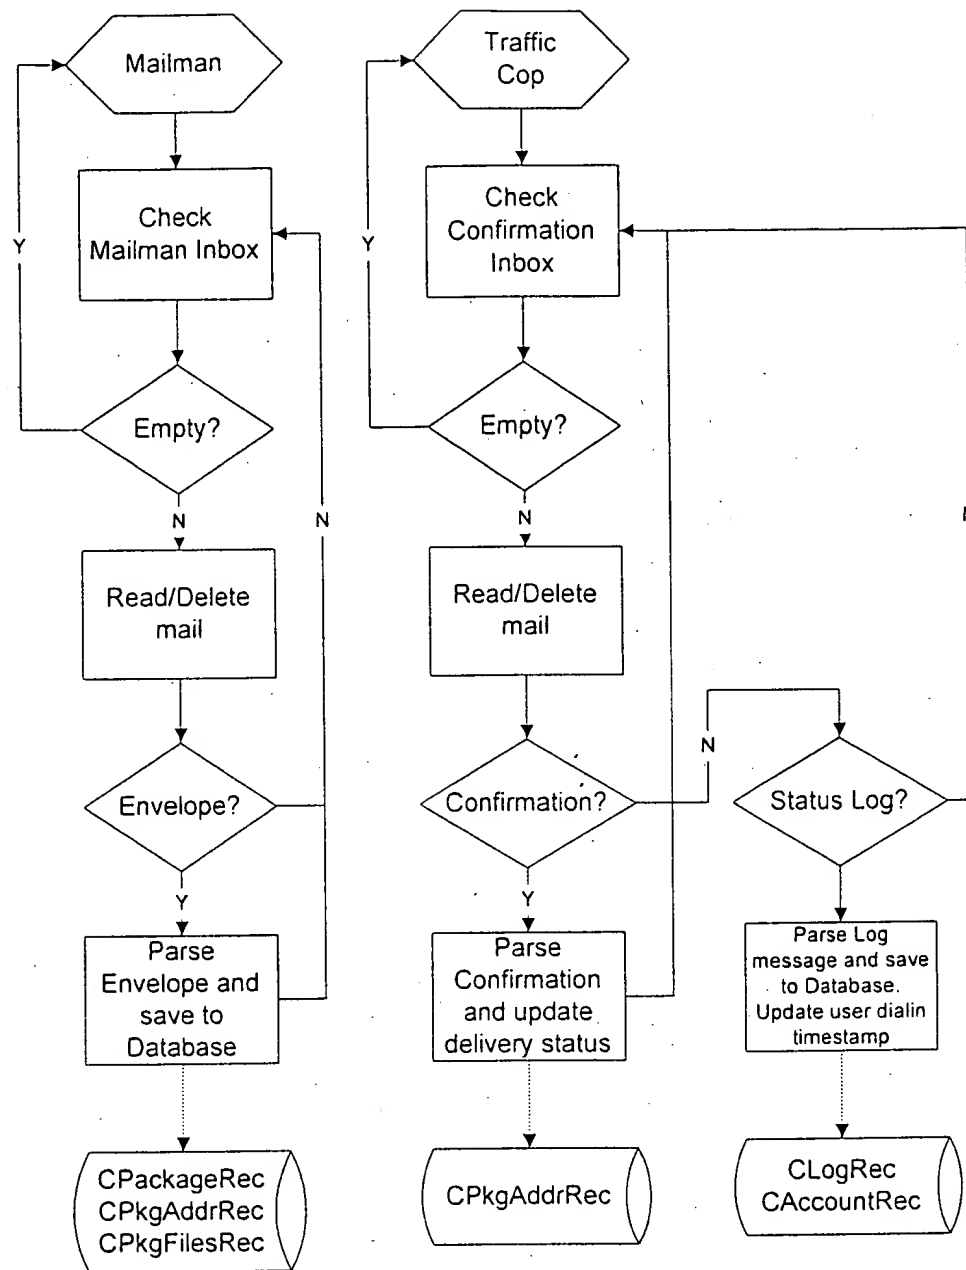 Mailman
Check
Mailman Inbox
Y
Empty?
N
N
Read/Delete
mail
Envelope?
Y
Parse
Envelope and
save to
Database
CPackageRec
CPkgAddrRec
CPkgFilesRec
Traffic
Cop
Check
Confirmation
Inbox
Y
Empty?
N
Read/Delete
mail
Confirmation?
N
Y
Parse
Confirmation
and update
delivery status
CPkgAddrRec
Status Log?
Parse Log
message and save
to Database.
Update user dialin
timestamp
CLogRec
CAccountRec